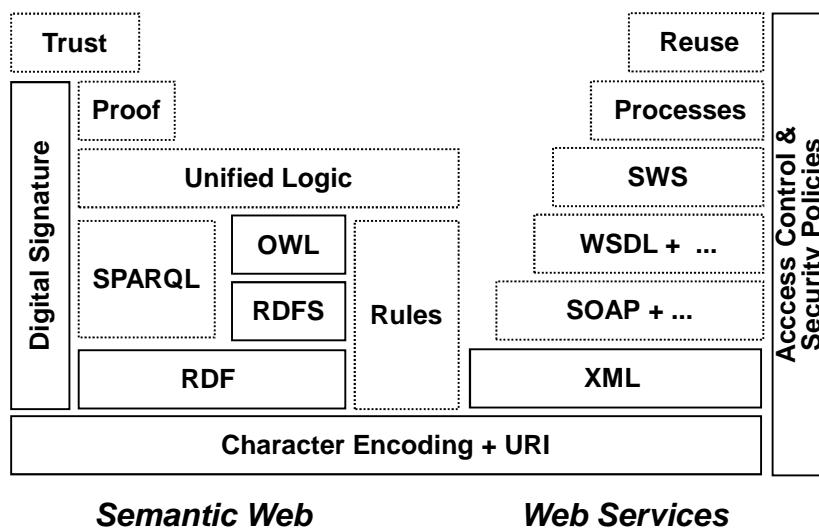 Trust
Reuse
Proof
Processes
Digital Signature
Unified Logic
SWS
Acccess Control &
Security Policies
SPARQL
OWL
WSDL + ...
RDFS
Rules
SOAP + ...
RDF
XML
Character Encoding + URI
Semantic Web
Web Services